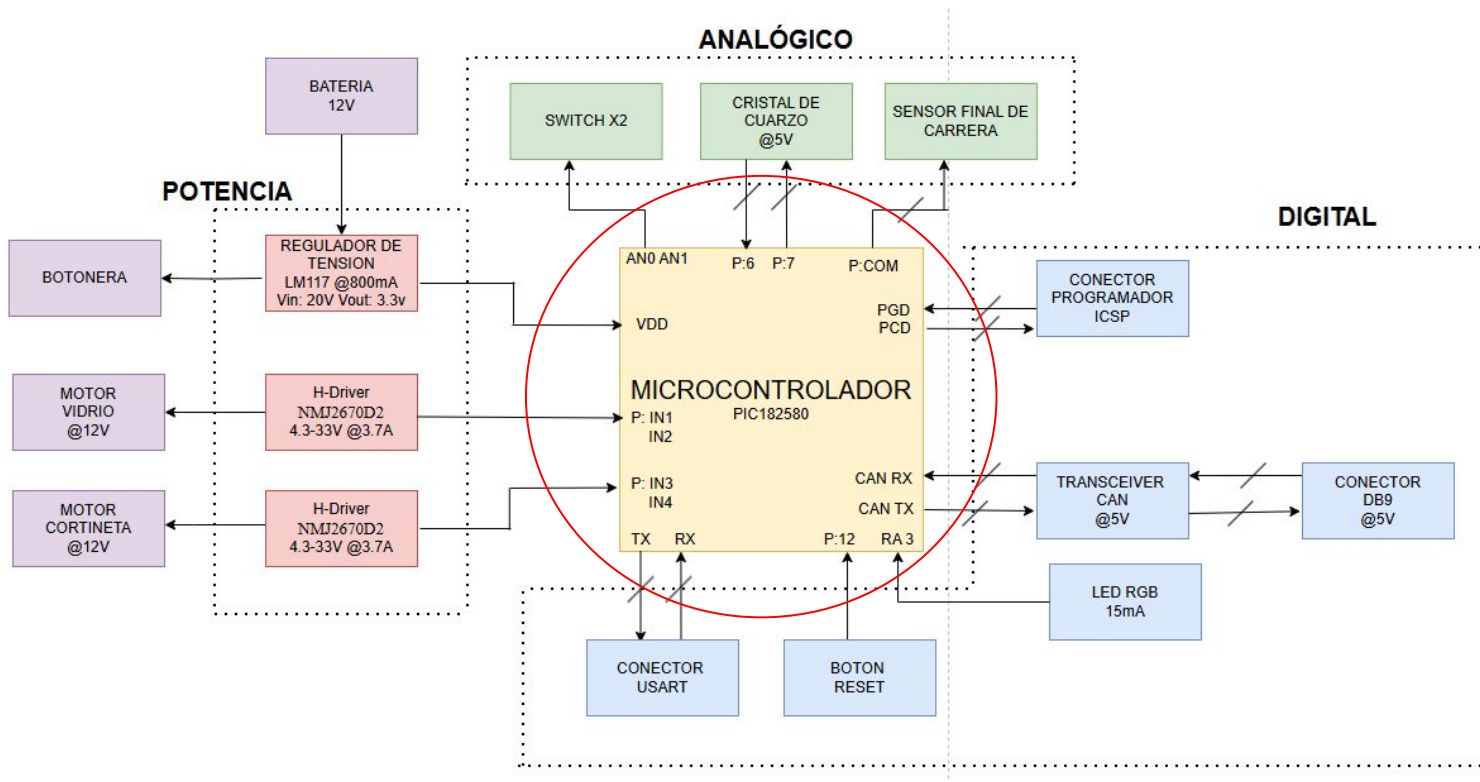 ANALÓGICO
BATERIA
12V
SWITCH X2
CRISTAL DE
CUARZO
@5V
SENSOR FINAL DE
CARRERA
POTENCIA
DIGITAL
BOTONERA
REGULADOR DE
TENSION
LM117 @800mA
Vin: 20V Vout: 3.3v
AN0 AN1
P:6
P:7
P:COM
VDD
PGD
PCD
CONECTOR
PROGRAMADOR
ICSP
MOTOR
VIDRIO
@12V
H-Driver
NMJ2670D2
4.3-33V @3.7A
MICROCONTROLADOR
PIC182580
P: IN1
IN2
MOTOR
CORTINETA
@12V
H-Driver
NMJ2670D2
4.3-33V @3.7A
P: IN3
IN4
CAN RX
CAN TX
TRANSCEIVER
CAN
@5V
CONECTOR
DB9
@5V
TX
RX
P:12
RA 3
LED RGB
15mA
CONECTOR
USART
BOTON
RESET